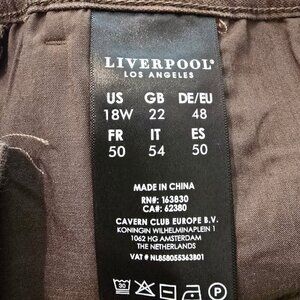 LIVERPOOL®
LOS ANGELES
US GB DE/EU
18W 22 48
FR IT ES
50 54 50
MADE IN CHINA
RN#: 163830
CA#: 62380
CAVERN CLUB EUROPE B.V.
KONINGIN WILHELMINAPLEIN 1
1062 HG AMSTERDAM
THE NETHERLANDS
VAT # NL858055363B01
30 P